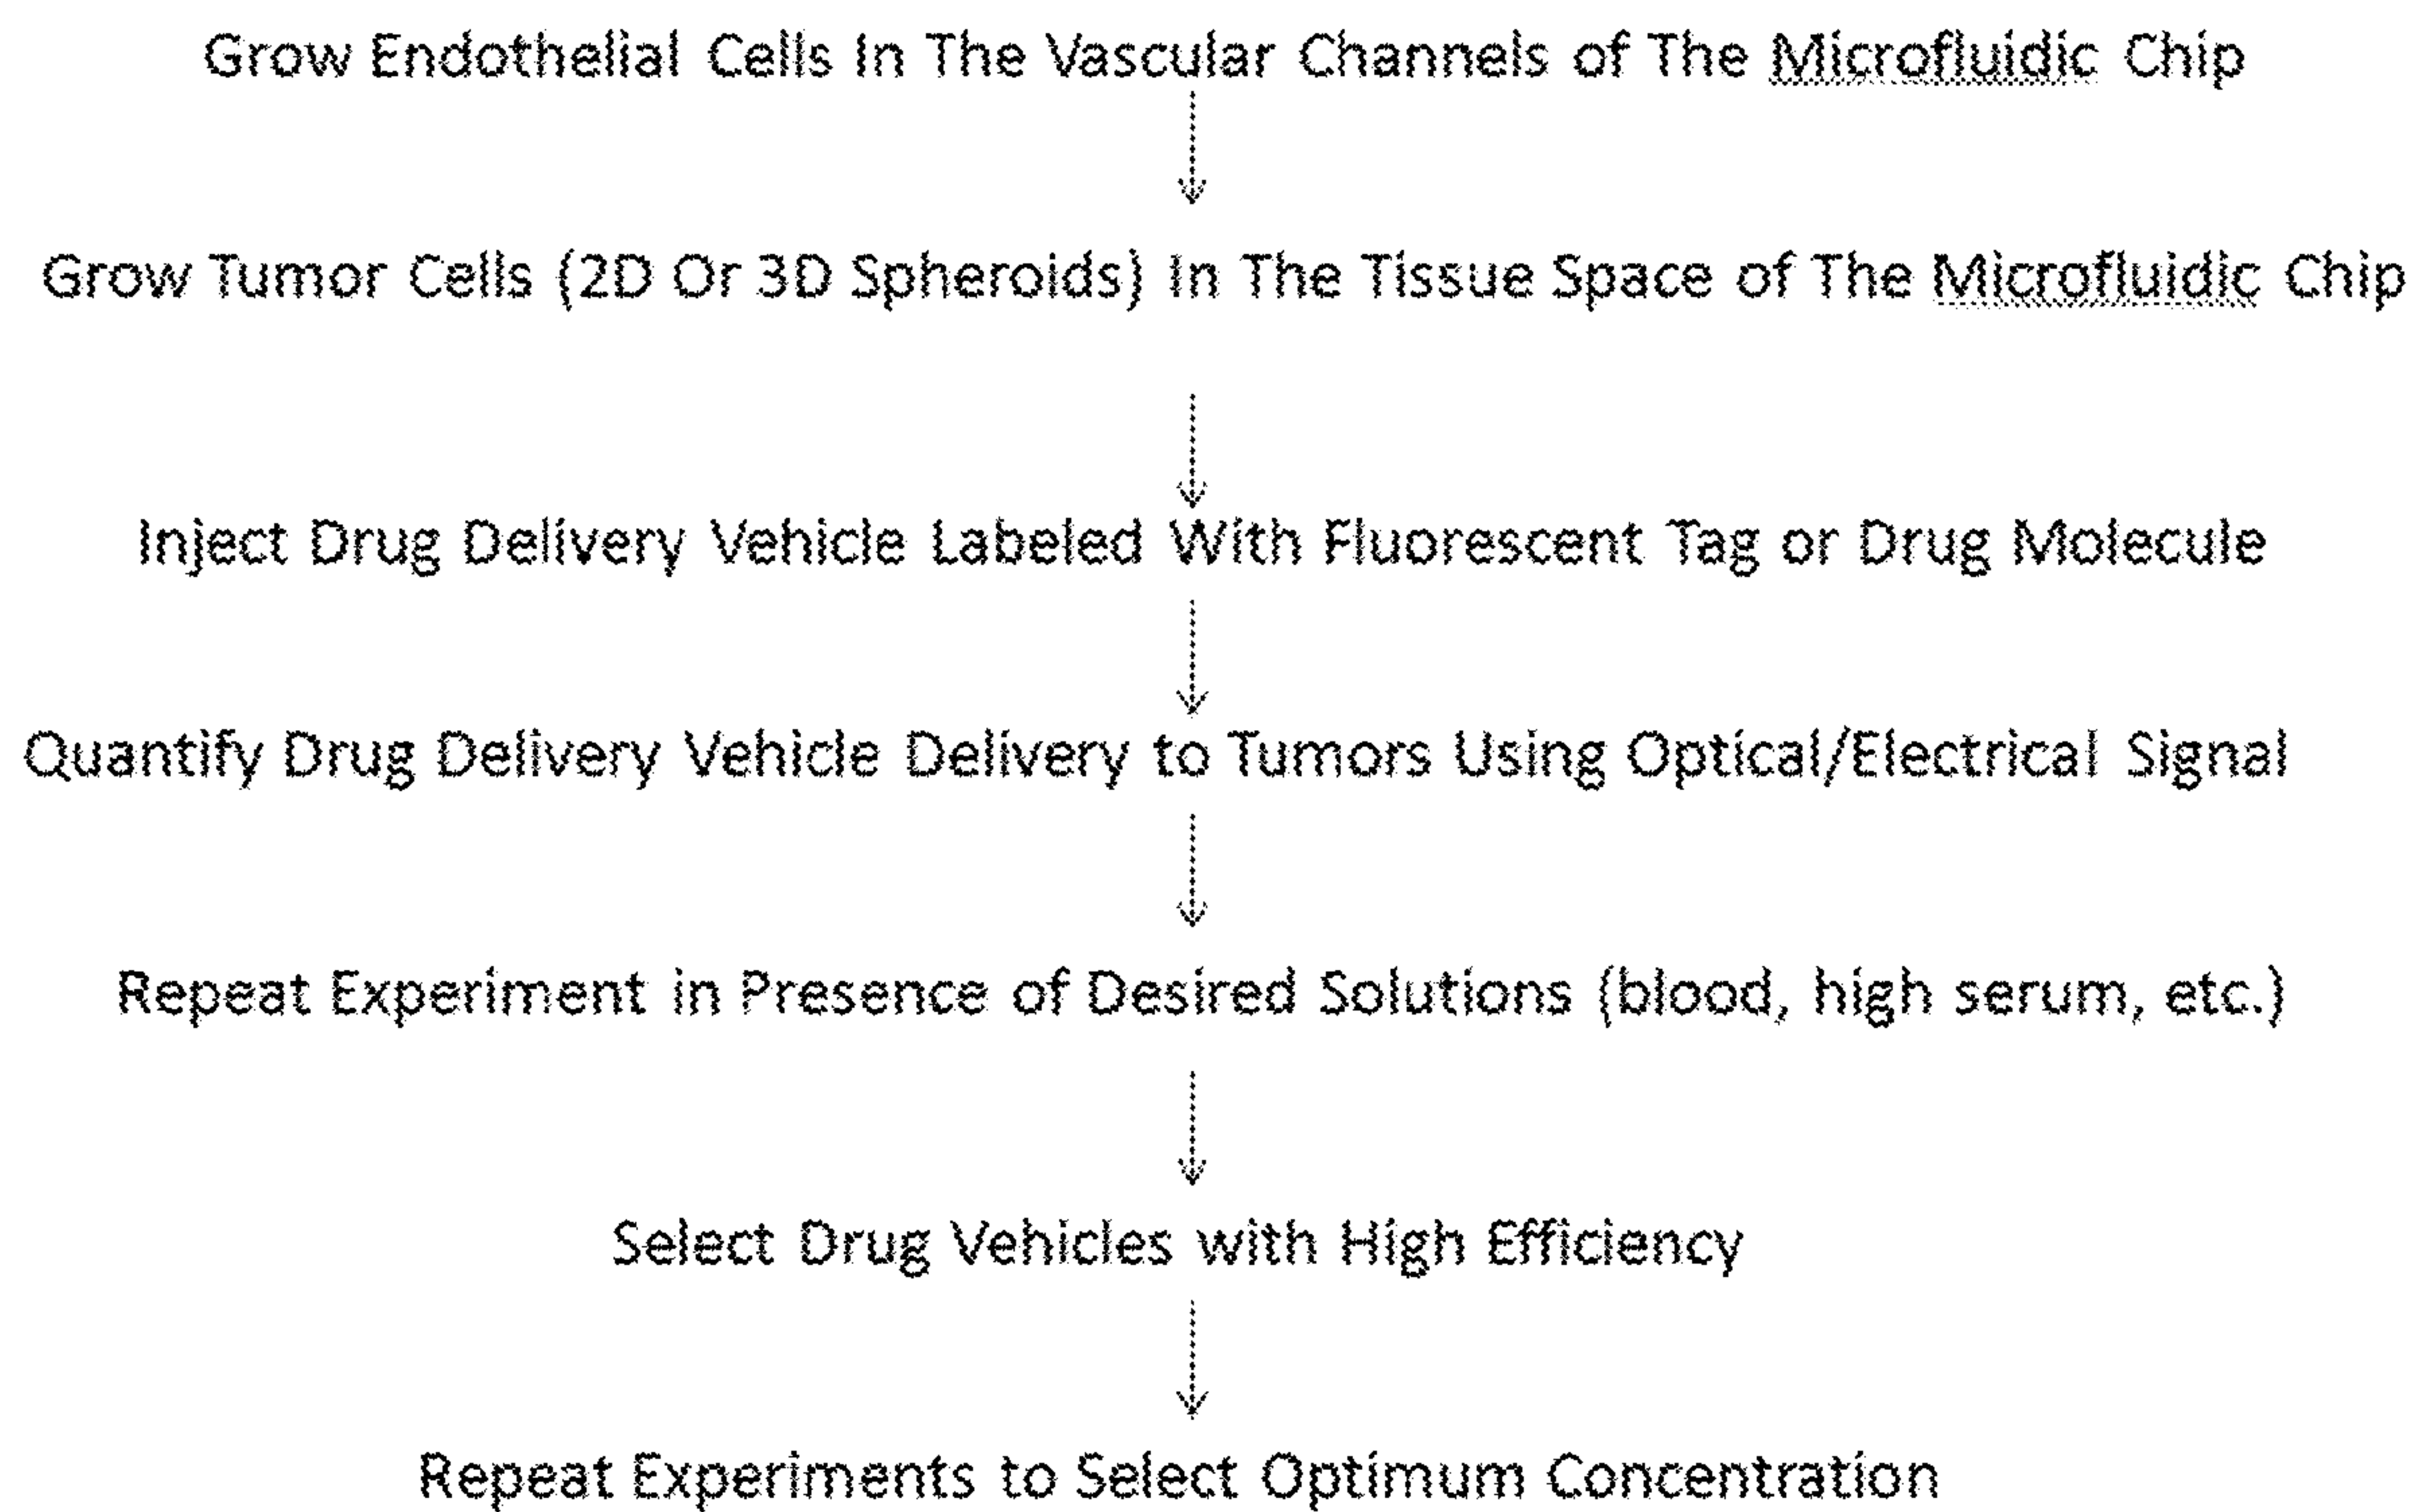 Grow Endothelial Cells In The Vascular Channels of The Microfluidic Chip
Grow Tumor Cells (2D Or 3D Spheroids) In The Tissue Space of The Microfluidic Chip
Inject Drug Delivery Vehicle Labeled With Fluorescent Tag or Drug Molecule
Quantify Drug Delivery Vehicle Delivery to Tumors Using Optical/Electrical Signal
Repeat Experiment in Presence of Desired Solutions (blood, high serum, etc.)
Select Drug Vehicles with High Efficiency
Repeat Experiments to Select Optimum Concentration